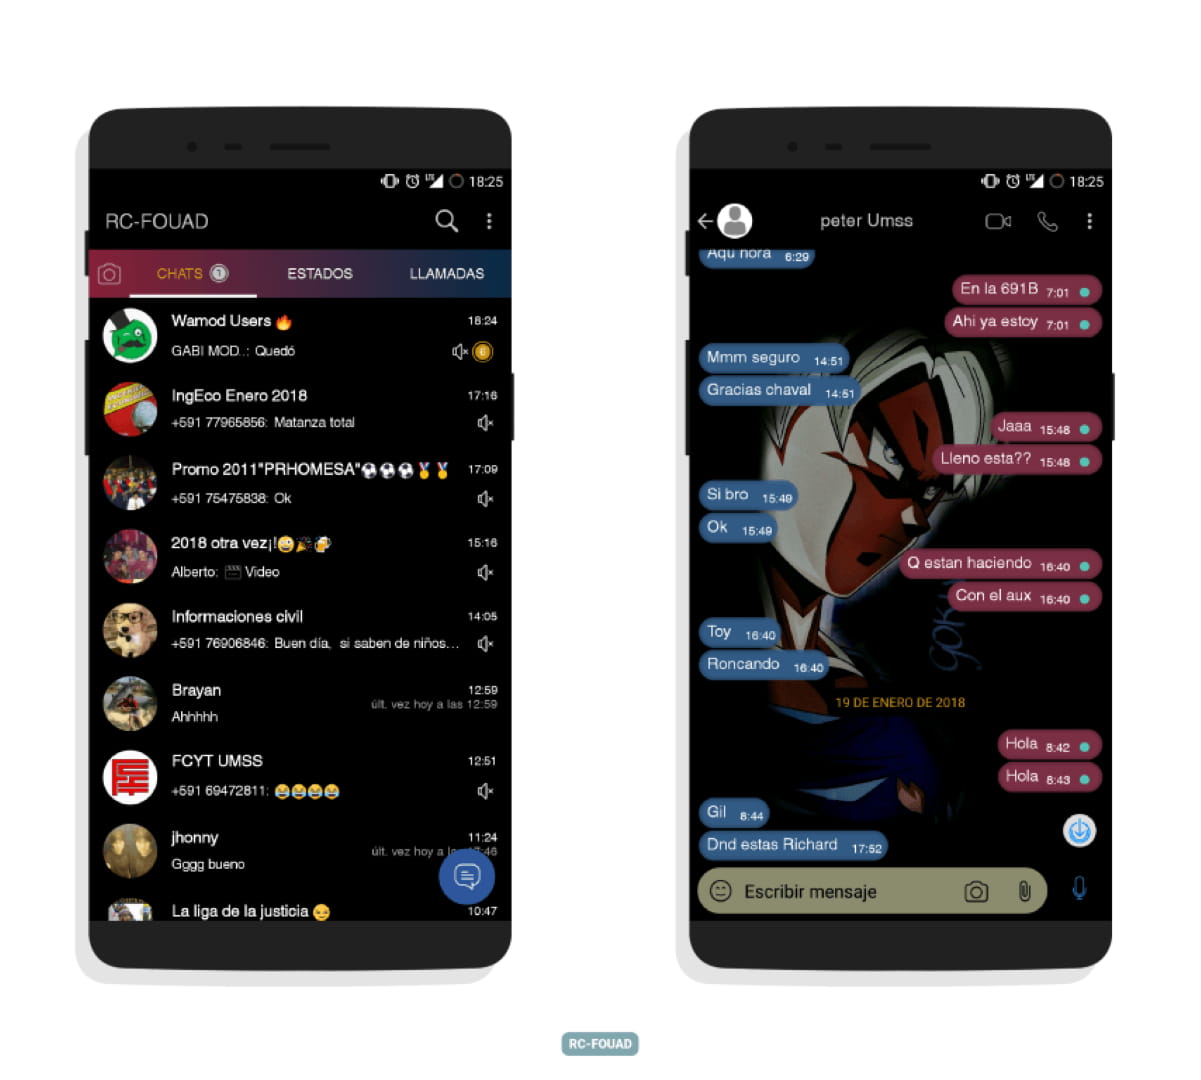 18:25
RC-FOUAD
CHATS 1 ESTADOS LLAMADAS
Wamod Users 🔥 18:24
GABI MOD..: Quedó 6
IngEco Enero 2018 17:16
+591 77965856: Matanza total
Promo 2011"PRHOMESA"⚽⚽⚽🏅🏅 17:09
+591 75475838: Ok
2018 otra vez¡!🤪🎉🍻 15:16
Alberto: 🎬 Video
Informaciones civil 14:05
+591 76906846: Buen día, si saben de niños...
Brayan 12:59
últ. vez hoy a las 12:59
Ahhhhh
FCYT UMSS 12:51
+591 69472811: 😂😂😂😂
jhonny 11:24
últ. vez hoy a :46
Gggg bueno
La liga de la justicia 😏 10:47
LTE 18:25
peter Umss
Aqu hora 6:29
En la 691B 7:01
Ahi ya estoy 7:01
Mmm seguro 14:51
Gracias chaval 14:51
Jaaa 15:48
Lleno esta?? 15:48
Si bro 15:49
Ok 15:49
Q estan haciendo 16:40
Con el aux 16:40
Toy 16:40
Roncando 16:40
GOKU
19 DE ENERO DE 2018
Hola 8:42
Hola 8:43
Gil 8:44
Dnd estas Richard 17:52
Escribir mensaje
RC-FOUAD